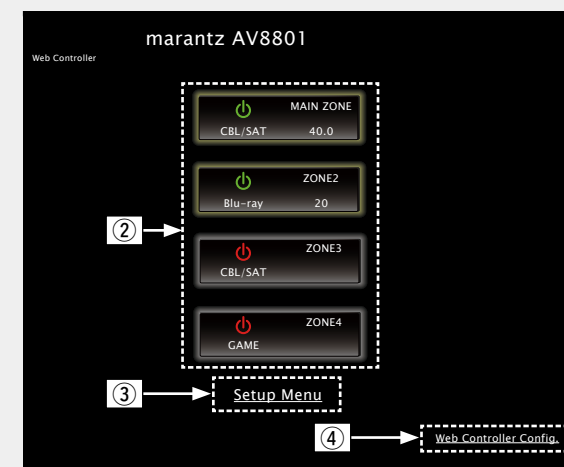 marantz AV8801
Web Controller
MAIN ZONE
CBL/SAT 40.0
ZONE2
Blu-ray 20
②
ZONE3
CBL/SAT
ZONE4
GAME
③ Setup Menu
④ Web Controller Config.